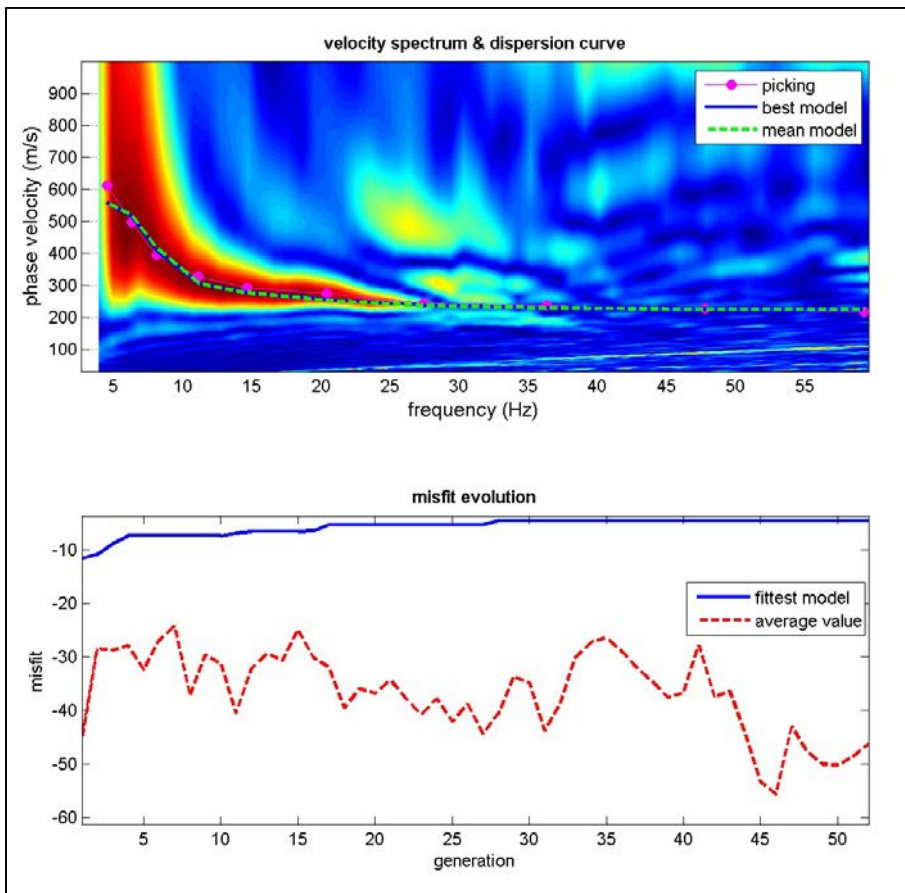 velocity spectrum & dispersion curve
picking
best model
mean model
phase velocity (m/s)
900
800
700
600
500
400
300
200
100
5 10 15 20 25 30 35 40 45 50 55
frequency (Hz)
misfit evolution
fittest model
average value
misfit
-10
-20
-30
-40
-50
-60
5 10 15 20 25 30 35 40 45 50
generation